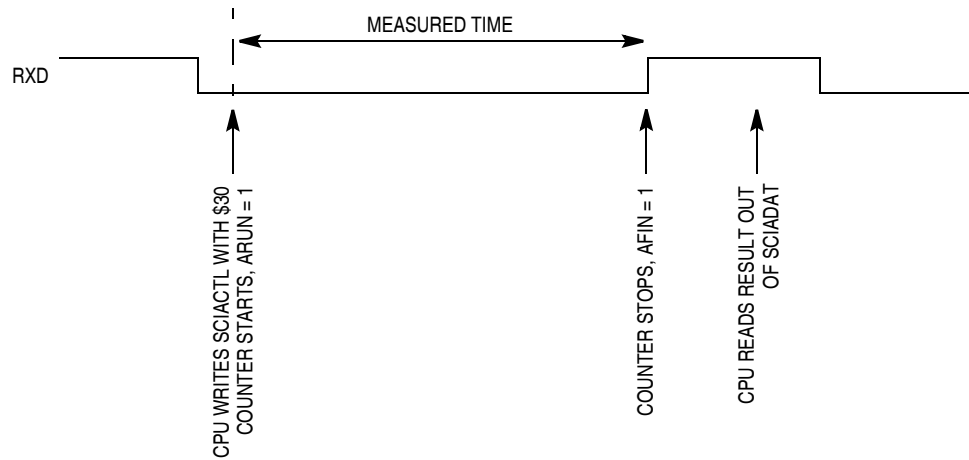 MEASURED TIME
RXD
CPU WRITES SCIACTL WITH $30
COUNTER STARTS, ARUN = 1
COUNTER STOPS, AFIN = 1
CPU READS RESULT OUT
OF SCIADAT